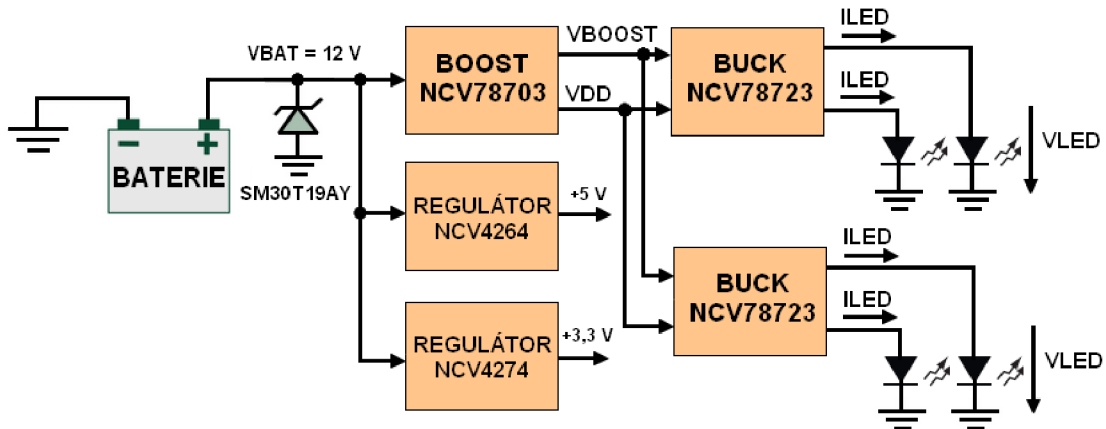 VBAT = 12 V
BATERIE
SM30T19AY
BOOST
NCV78703
VBOOST
VDD
REGULÁTOR
NCV4264
+5 V
REGULÁTOR
NCV4274
+3,3 V
BUCK
NCV78723
ILED
ILED
VLED
BUCK
NCV78723
ILED
ILED
VLED